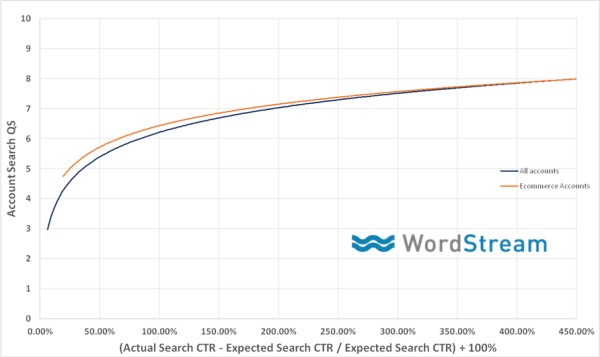 10
9
8
7
6
5
4
3
2
1
0
Account Search QS
All accounts
Ecommerce Accounts
WordStream
0.00% 50.00% 100.00% 150.00% 200.00% 250.00% 300.00% 350.00% 400.00% 450.00%
(Actual Search CTR - Expected Search CTR / Expected Search CTR) + 100%